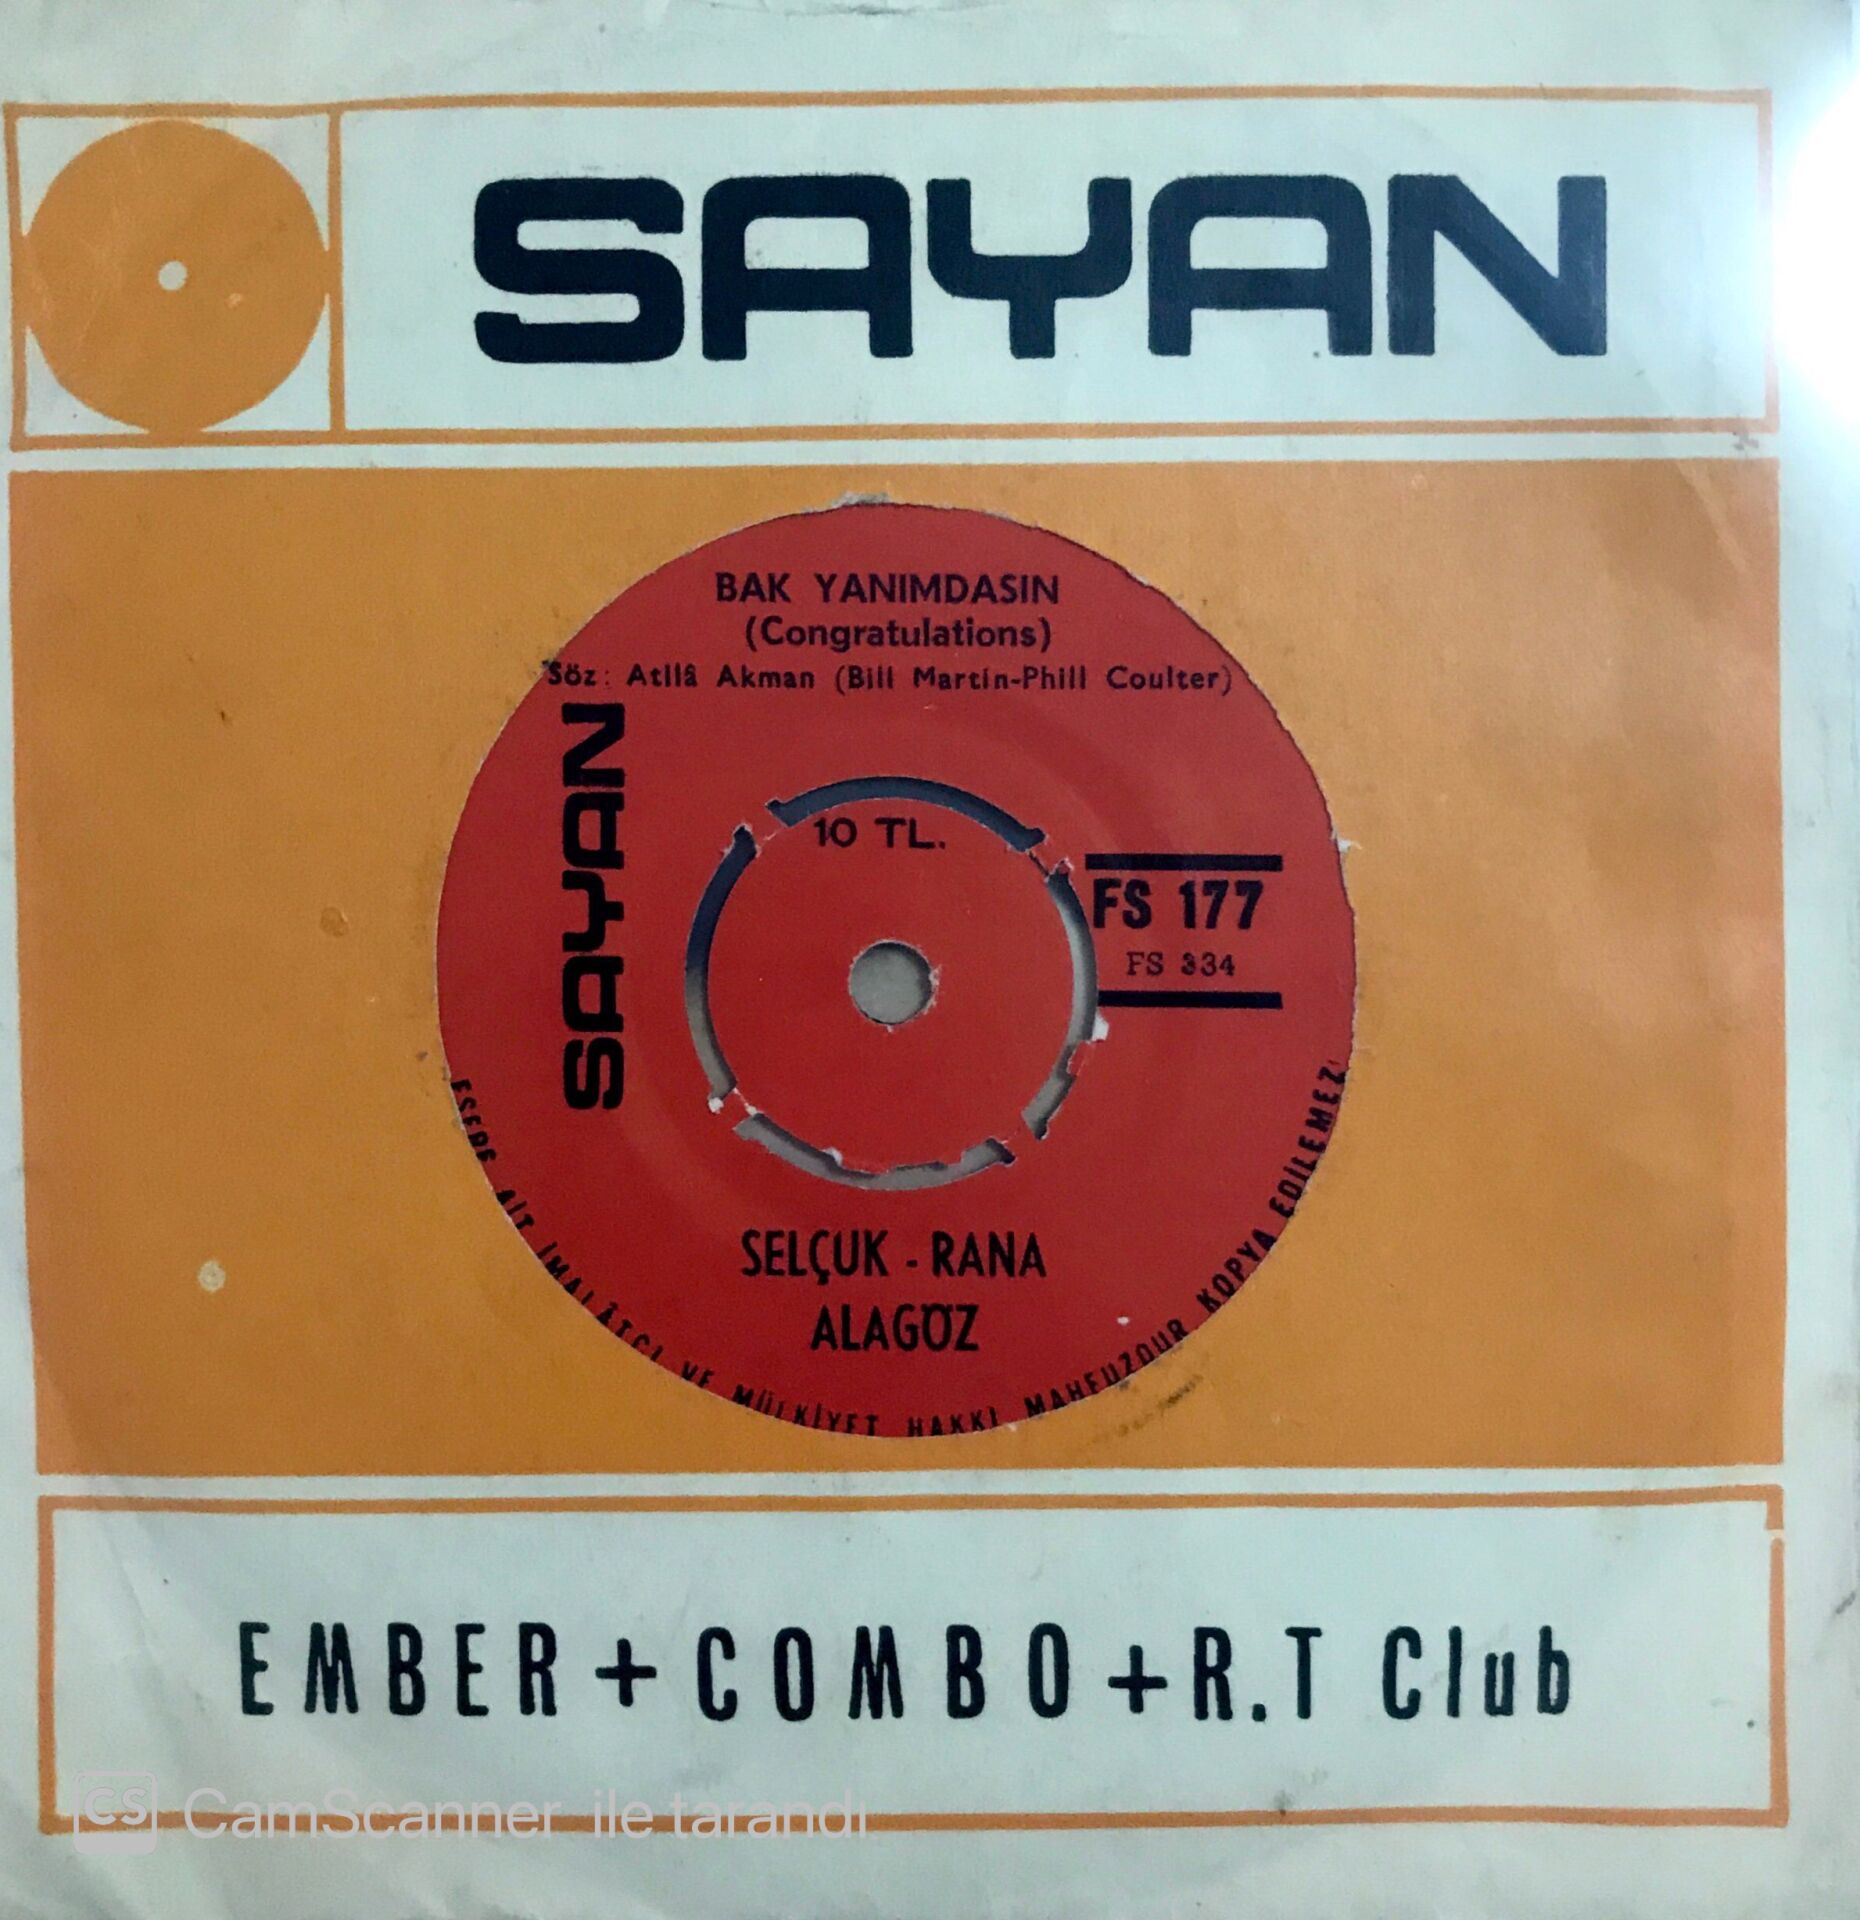 SAYAN
BAK YANIMDASIN
(Congratulations)
Söz: Atilâ Akman (Bill Martin-Phill Coulter)
SAYAN
10 TL.
FS 177
FS 334
SELÇUK - RANA
ALAGÖZ
ESERE AİT İMALÂTÇI VE MÜLKİYET HAKKI MAHFUZDUR KOPYA EDİLEMEZ
EMBER + COMBO + R.T Club
CS CamScanner ile tarandı